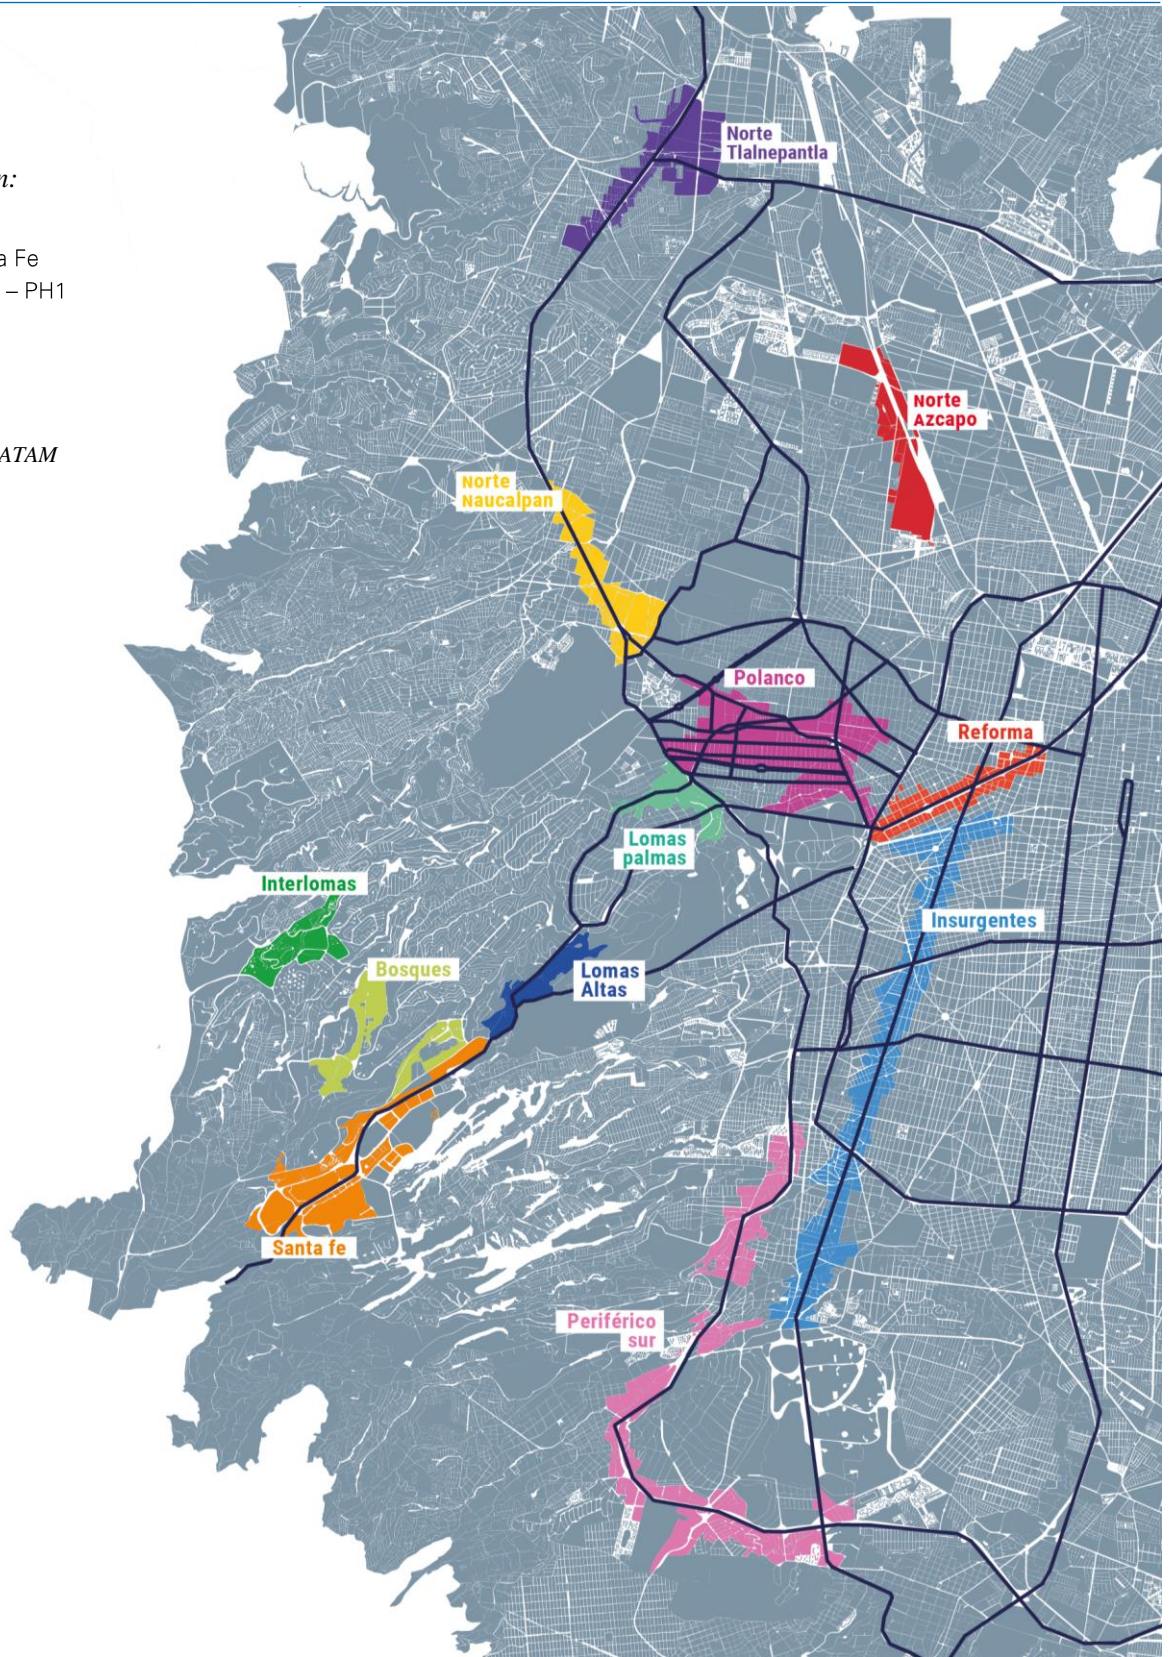 n:
a Fe
– PH1
ATAM
Norte
Tlalnepantla
Norte
Azcapo
Norte
Naucalpan
Polanco
Reforma
Lomas
palmas
Interlomas
Insurgentes
Bosques
Lomas
Altas
Santa fe
Periférico
sur